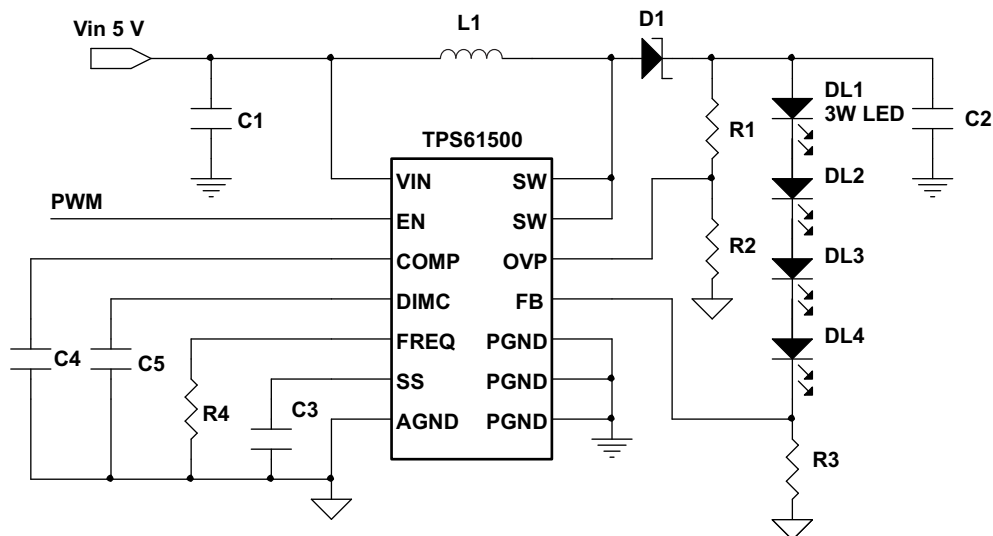 Vin 5 V
L1
D1
C1
R1
DL1
3W LED
C2
TPS61500
VIN
SW
DL2
PWM
EN
SW
R2
COMP
OVP
DL3
DIMC
FB
C4
C5
FREQ
PGND
DL4
R4
C3
SS
PGND
AGND
PGND
R3